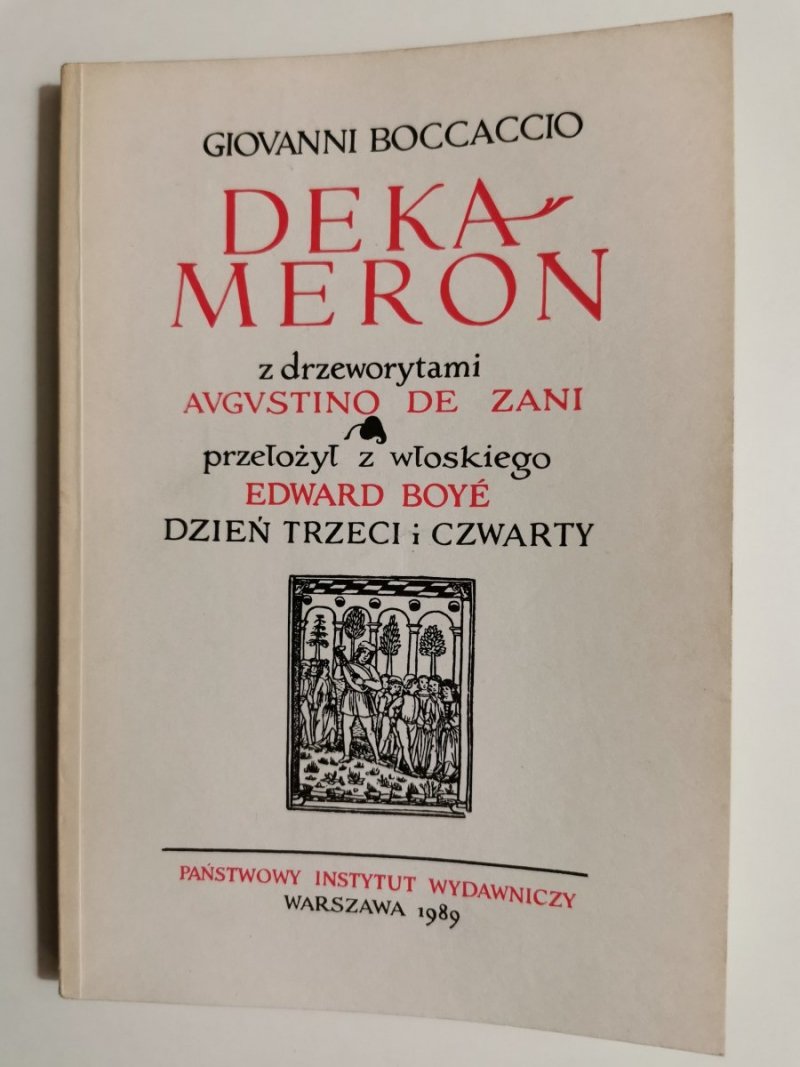 GIOVANNI BOCCACCIO
DEKA
MERON
z drzeworytami
AVGVSTINO DE ZANI
przełożył z włoskiego
EDWARD BOYÉ
DZIEŃ TRZECI i CZWARTY
PAŃSTWOWY INSTYTUT WYDAWNICZY
WARSZAWA 1989